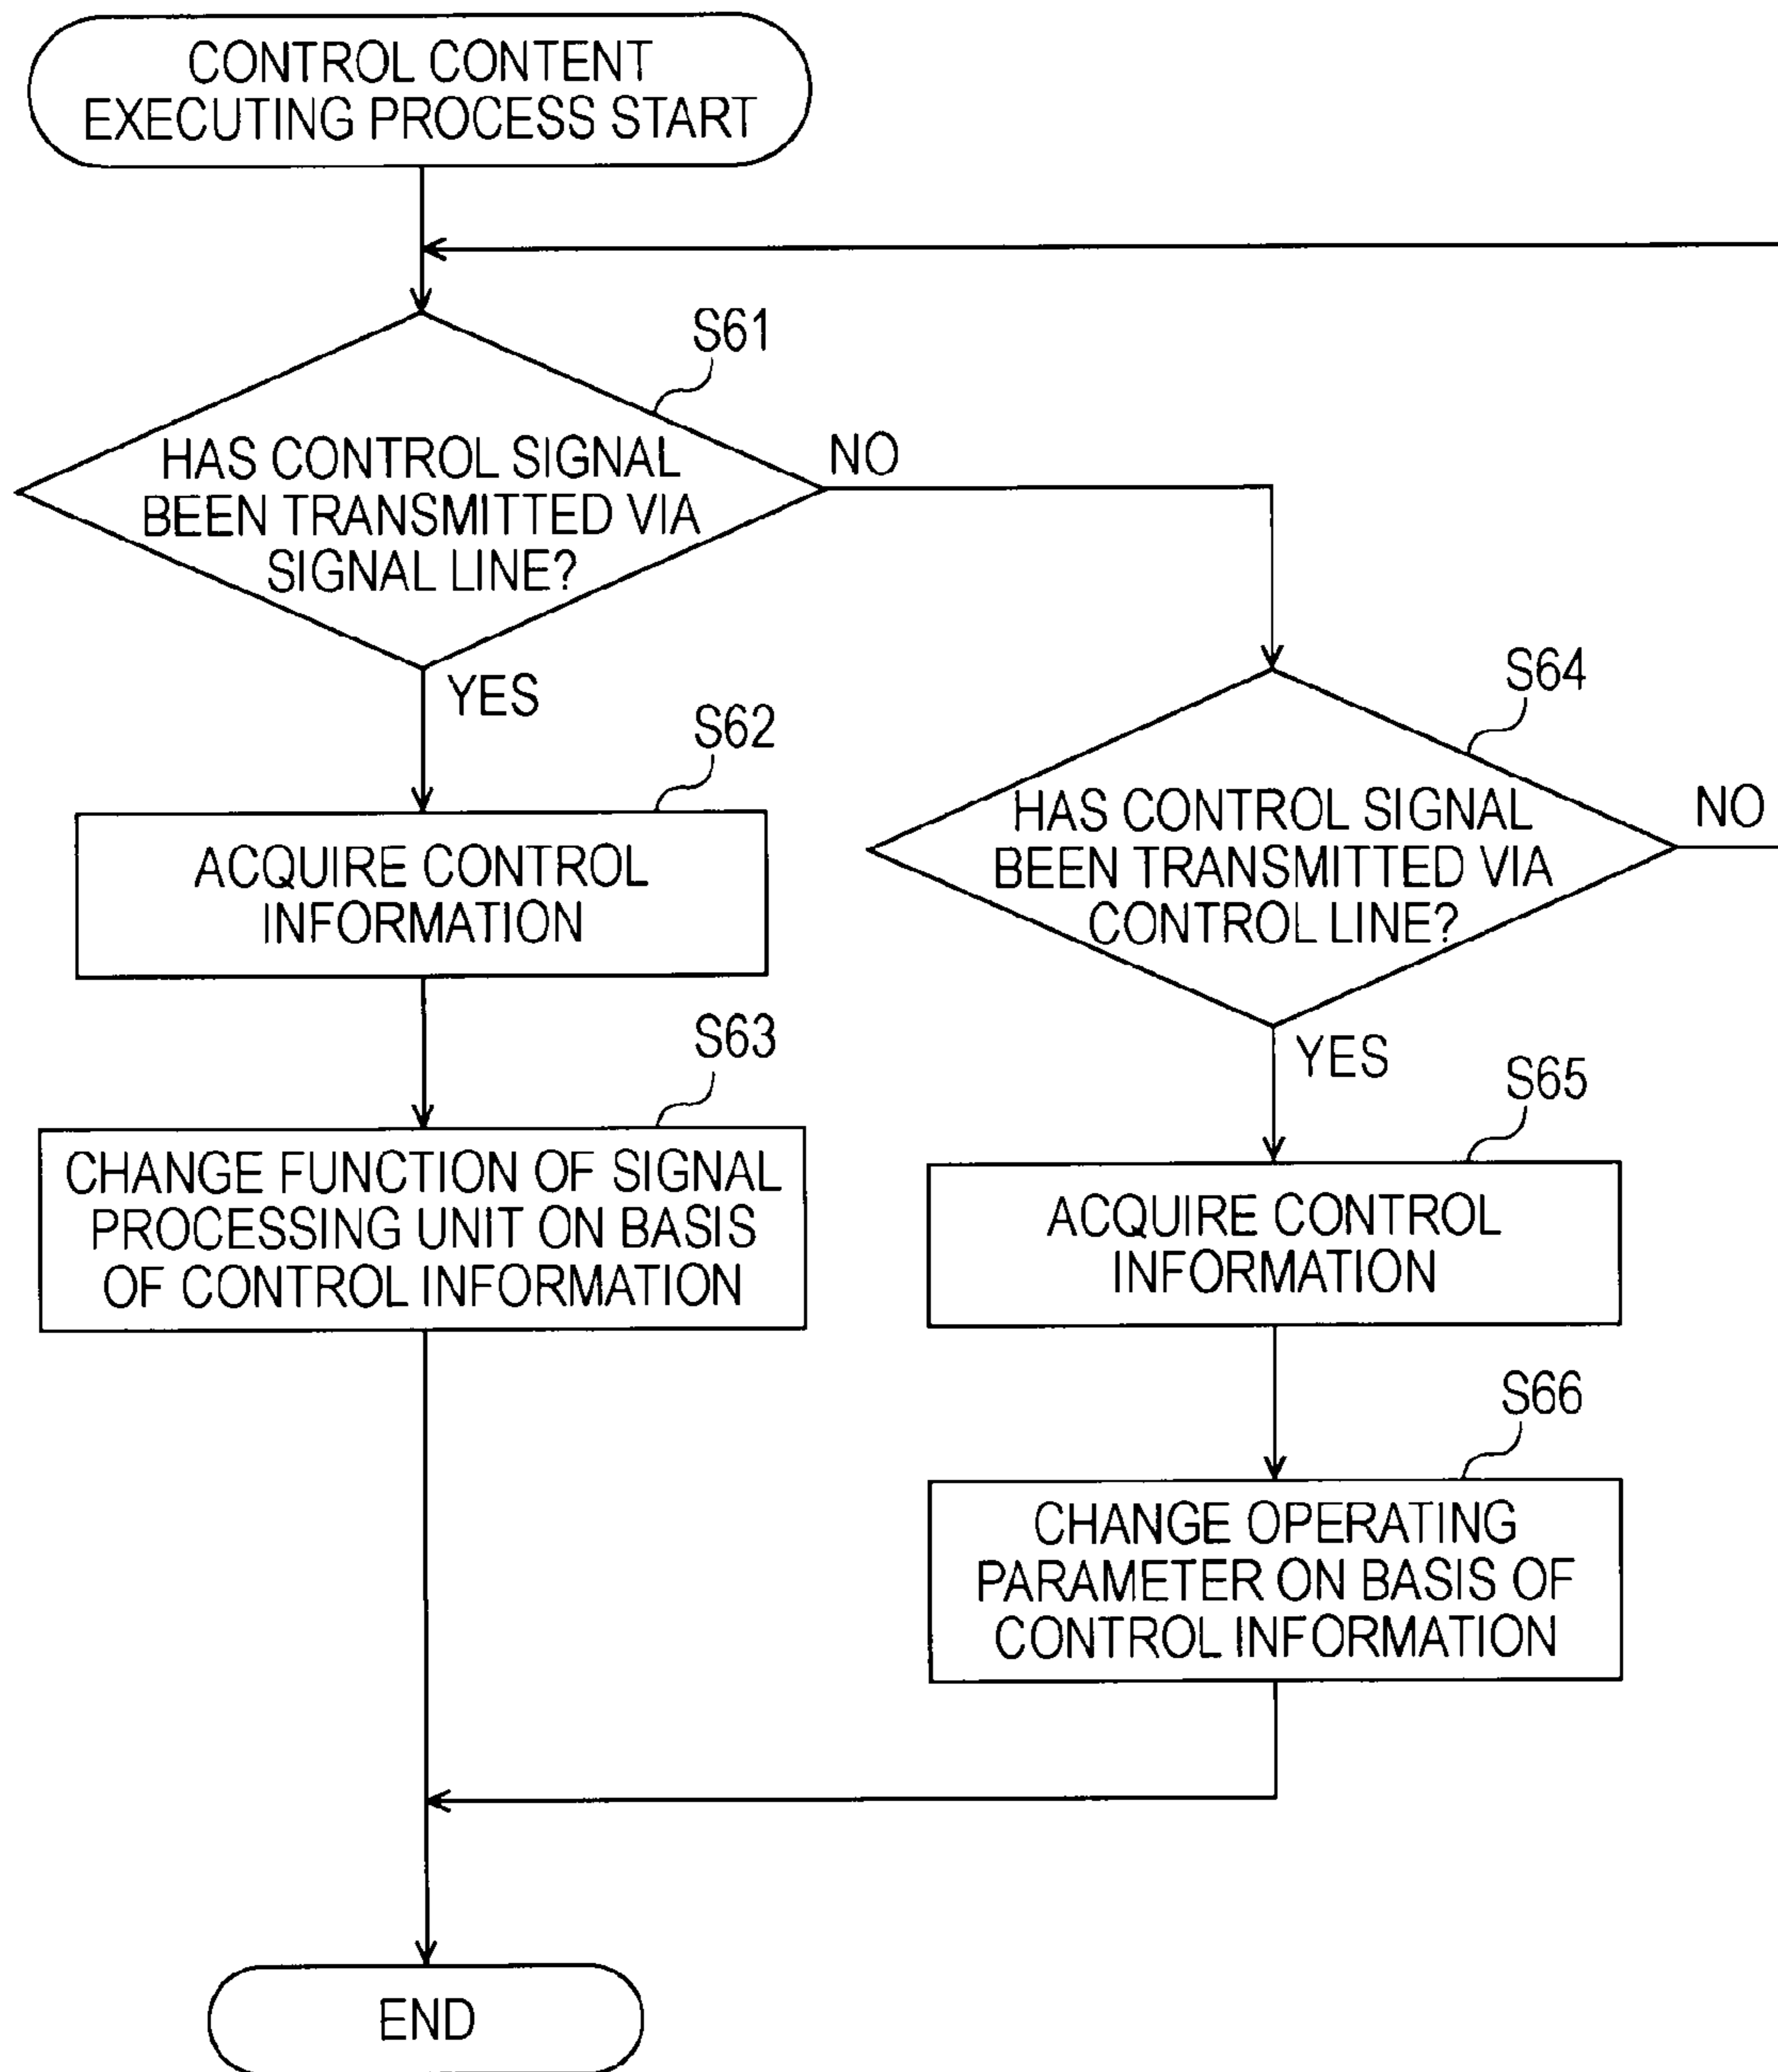 CONTROL CONTENT
EXECUTING PROCESS START
S61
HAS CONTROL SIGNAL
BEEN TRANSMITTED VIA
SIGNAL LINE?
NO
YES
S62
ACQUIRE CONTROL
INFORMATION
S63
CHANGE FUNCTION OF SIGNAL
PROCESSING UNIT ON BASIS
OF CONTROL INFORMATION
S64
HAS CONTROL SIGNAL
BEEN TRANSMITTED VIA
CONTROL LINE?
NO
YES
S65
ACQUIRE CONTROL
INFORMATION
S66
CHANGE OPERATING
PARAMETER ON BASIS OF
CONTROL INFORMATION
END